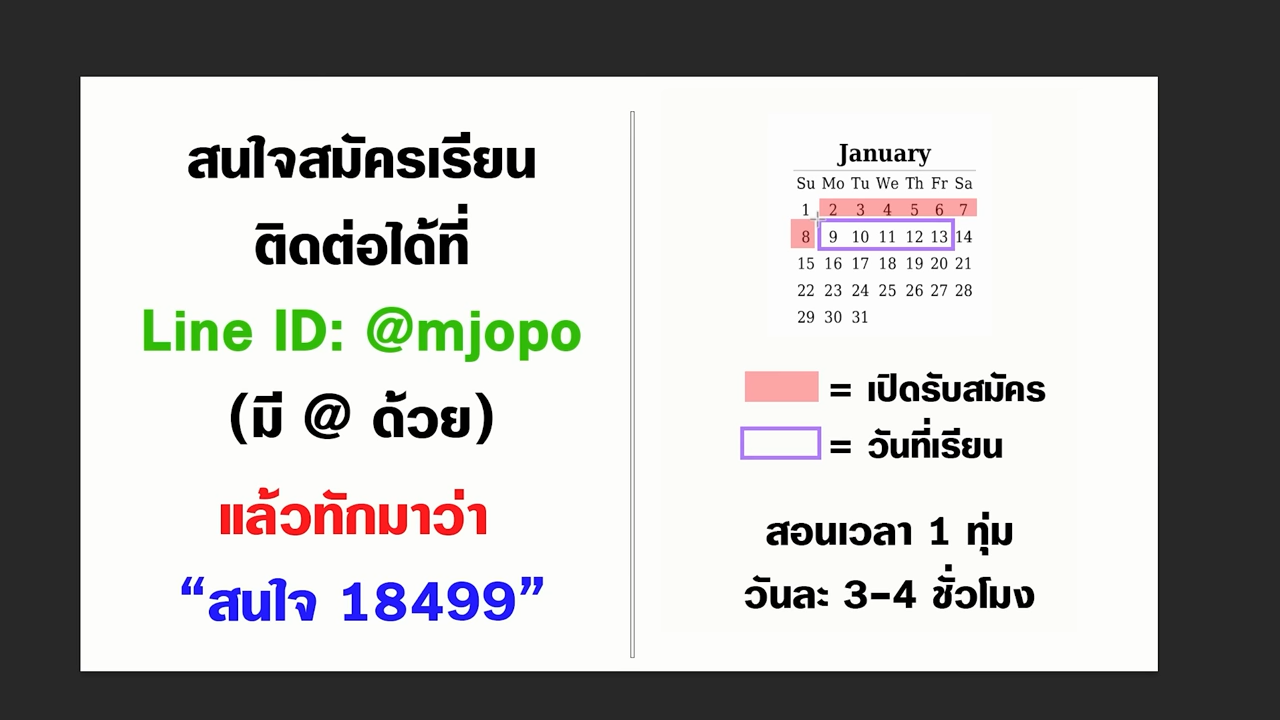 สนใจสมัครเรียน
ติดต่อได้ที่
Line ID: @mjopo
(มี @ ด้วย)
แล้วทักมาว่า
“สนใจ 18499”
January
Su Mo Tu We Th Fr Sa
1 2 3 4 5 6 7
8 9 10 11 12 13 14
15 16 17 18 19 20 21
22 23 24 25 26 27 28
29 30 31
= เปิดรับสมัคร
= วันที่เรียน
สอนเวลา 1 ทุ่ม
วันละ 3-4 ชั่วโมง